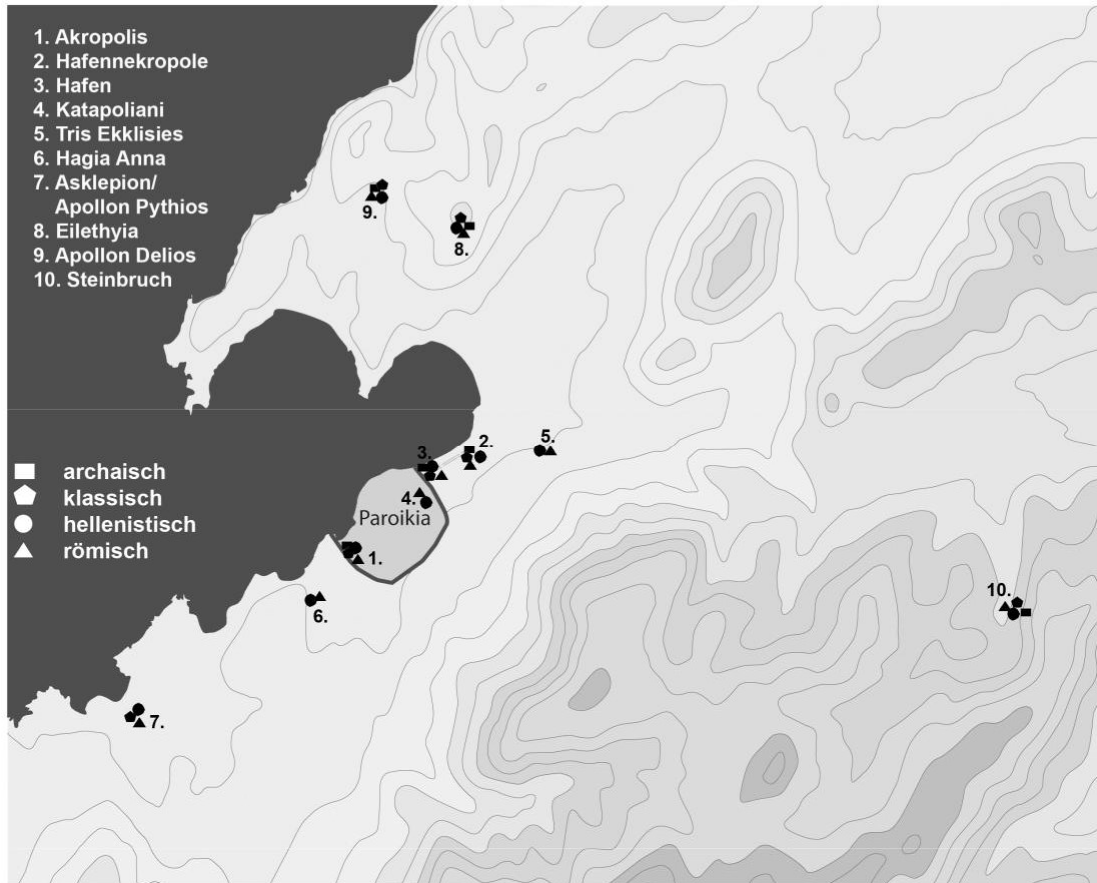 1. Akropolis
2. Hafennekropole
3. Hafen
4. Katapoliani
5. Tris Ekklisies
6. Hagia Anna
7. Asklepion/
Apollon Pythios
8. Eilethyia
9. Apollon Delios
10. Steinbruch
9.
8.
archaisch
klassisch
hellenistisch
römisch
3.
2.
5.
4.
Paroikia
1.
6.
10.
7.